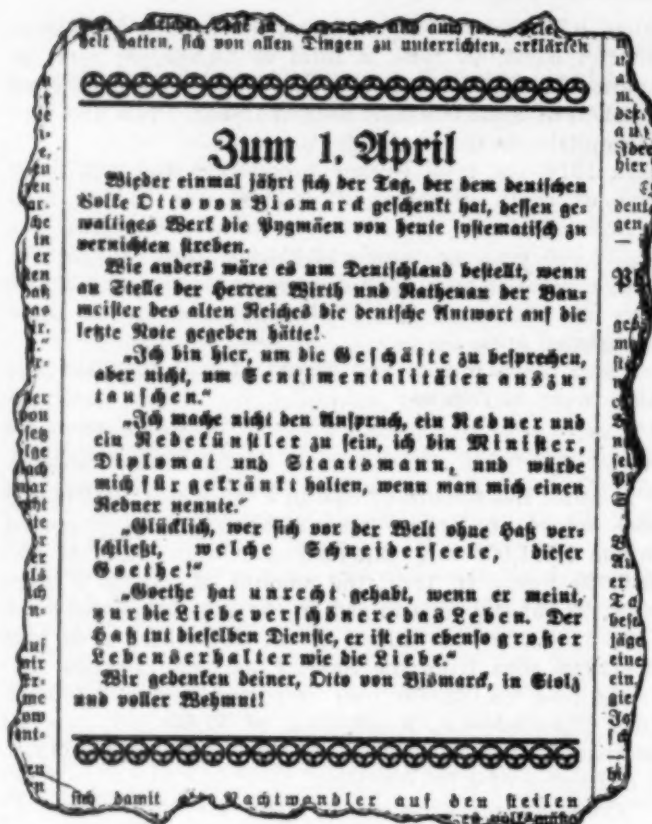 helt hatten, sich von allen Dingen zu unterrichten, erklärten
Zum 1. April
Wieder einmal jährt sich der Tag, der dem deutschen
Volke Otto von Bismarck geschenkt hat, dessen ge-
waltiges Werk die Pygmäen von heute systematisch zu
vernichten streben.
Wie anders wäre es um Deutschland bestellt, wenn
an Stelle der Herren Wirth und Rathenau der Bau-
meister des alten Reiches die deutsche Antwort auf die
letzte Note gegeben hätte!
„Ich bin hier, um die Geschäfte zu besprechen,
aber nicht, um Sentimentalitäten auszu-
tauschen.“
„Ich mache nicht den Anspruch, ein Redner und
ein Redekünstler zu sein, ich bin Minister,
Diplomat und Staatsmann, und würde
mich für gekränkt halten, wenn man mich einen
Redner nennte.“
„Glücklich, wer sich vor der Welt ohne Haß ver-
schließt, welche Schneiderseele, dieser
Goethe!“
„Goethe hat unrecht gehabt, wenn er meint,
nur die Liebe verschönere das Leben. Der
Haß tut dieselben Dienste, er ist ein ebenso großer
Lebenserhalter wie die Liebe.“
Wir gedenken deiner, Otto von Bismarck, in Stolz
und voller Wehmut!
sich damit Nachtwandler auf den steilen